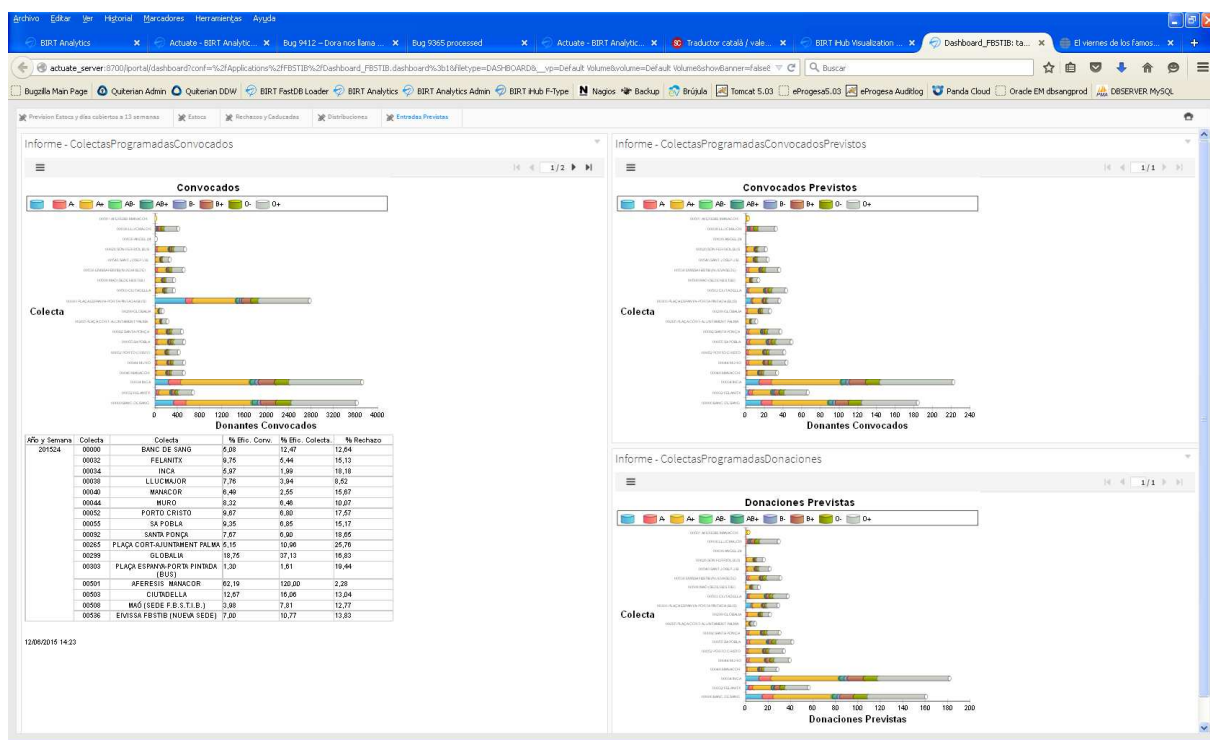 Archivo Editar Ver Historial Marcadores Herramientas Ayuda
BIRT Analytics
Actuate - BIRT Analytic...
Bug 9412 – Dora nos llama ...
Bug 9365 processed
Actuate - BIRT Analytic...
Traductor català / vale...
BIRT iHub Visualization ...
Dashboard_FBSTIB: ta...
El viernes de los famos...
actuate_server:8700/iportal/dashboard?conf=%2fApplications%2fFBSTIB%2fDashboard_FBSTIB.dashboard%3b1&filetype=DASHBOARD&__vp=Default Volume&volume=Default Volume&showBanner=false
Buscar
Bugzilla Main Page Quiterian Admin Quiterian DDW BIRT FastDB Loader BIRT Analytics BIRT Analytics Admin BIRT iHub F-Type Nagios Backup Brújula Tomcat 5.03 eProgesa5.03 eProgesa Auditlog Panda Cloud Oracle EM dbsangprod DBSERVER MySQL
Prevision Estocs y dias cubiertos a 13 semanas Estocs Rechazos y Caducados Distribuciones Entradas Previstas
Informe - ColectasProgramadasConvocado
1/2
Convocados
A- A+ AB- AB+ B- B+ O- O+
Colecta
0 400 800 1200 1600 2000 2400 2800 3200 3600 4000
Donantes Convocados
Año y Semana Colecta Colecta % Efic. Conv. % Efic. Colecta. % Rechazo
201524 00000 BANC DE SANG 5,08 12,47 12,64
00032 FELANITX 9,75 5,44 15,13
00034 INCA 5,97 1,99 18,18
00038 LLUCMAJOR 7,76 3,94 8,52
00040 MANACOR 6,49 2,55 15,67
00044 MURO 8,32 6,46 10,07
00052 PORTO CRISTO 9,67 6,80 17,57
00055 SA POBLA 9,35 6,85 15,17
00092 SANTA PONÇA 7,67 6,90 18,65
00265 PLAÇA CORT-AJUNTAMENT PALMA 5,15 10,96 25,76
00299 GLOBALIA 18,75 37,13 16,83
00303 PLAÇA ESPANYA-PORTA PINTADA (BUS) 1,30 1,61 19,44
00501 AFERESIS MANACOR 62,19 120,00 2,28
00503 CIUTADELLA 12,67 16,06 13,04
00508 MAÓ (SEDE F.B.S.T.I.B.) 3,98 7,81 12,77
00536 EIVISSA FBSTIB (NUEVA SEDE) 7,00 10,77 13,83
12/06/2015 14:23
Informe - ColectasProgramadasConvocadosPrevistos
1/1
Convocados Previstos
A- A+ AB- AB+ B- B+ O- O+
Colecta
0 20 40 60 80 100 120 140 160 180 200 220 240
Donantes Convocados
Informe - ColectasProgramadasDonaciones
1/1
Donaciones Previstas
A- A+ AB- AB+ B- B+ O- O+
Colecta
0 20 40 60 80 100 120 140 160 180 200
Donaciones Previstas